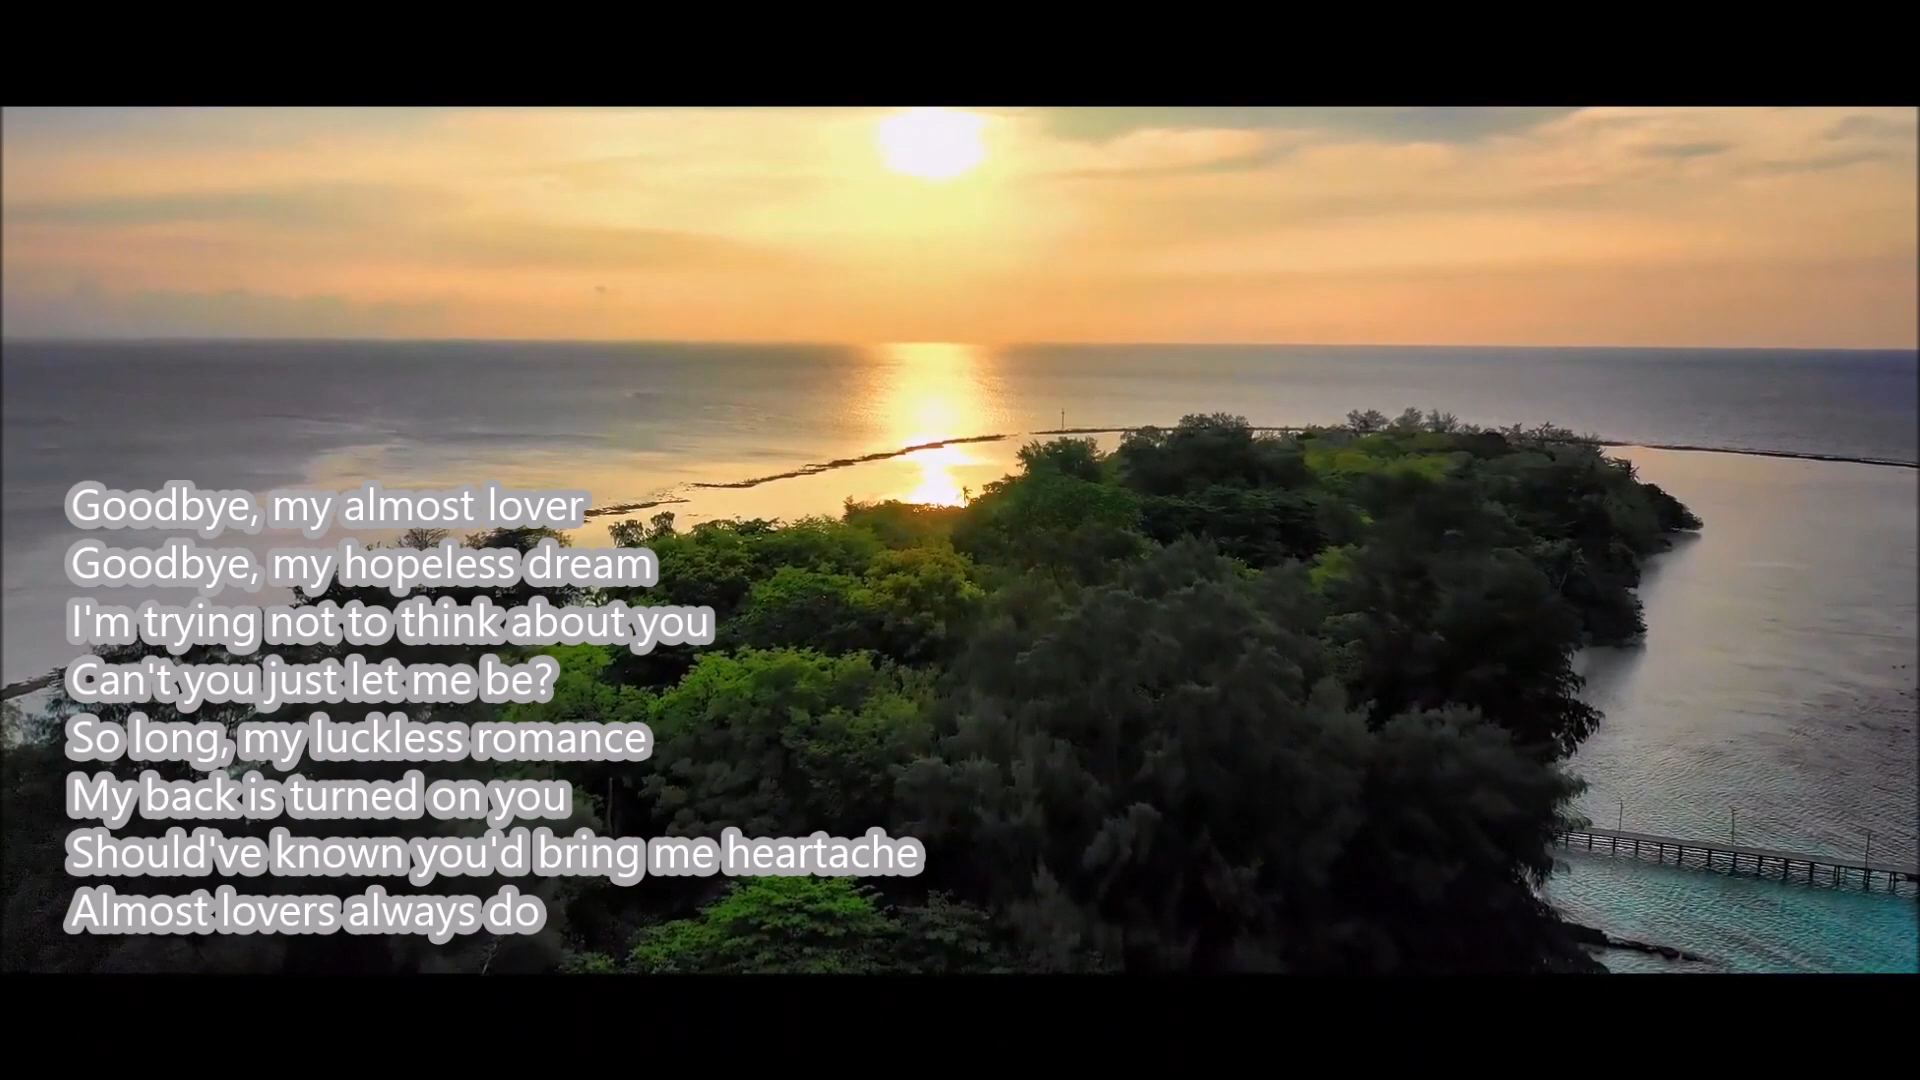 Goodbye, my almost lover
Goodbye, my hopeless dream
I'm trying not to think about you
Can't you just let me be?
So long, my luckless romance
My back is turned on you
Should've known you'd bring me heartache
Almost lovers always do